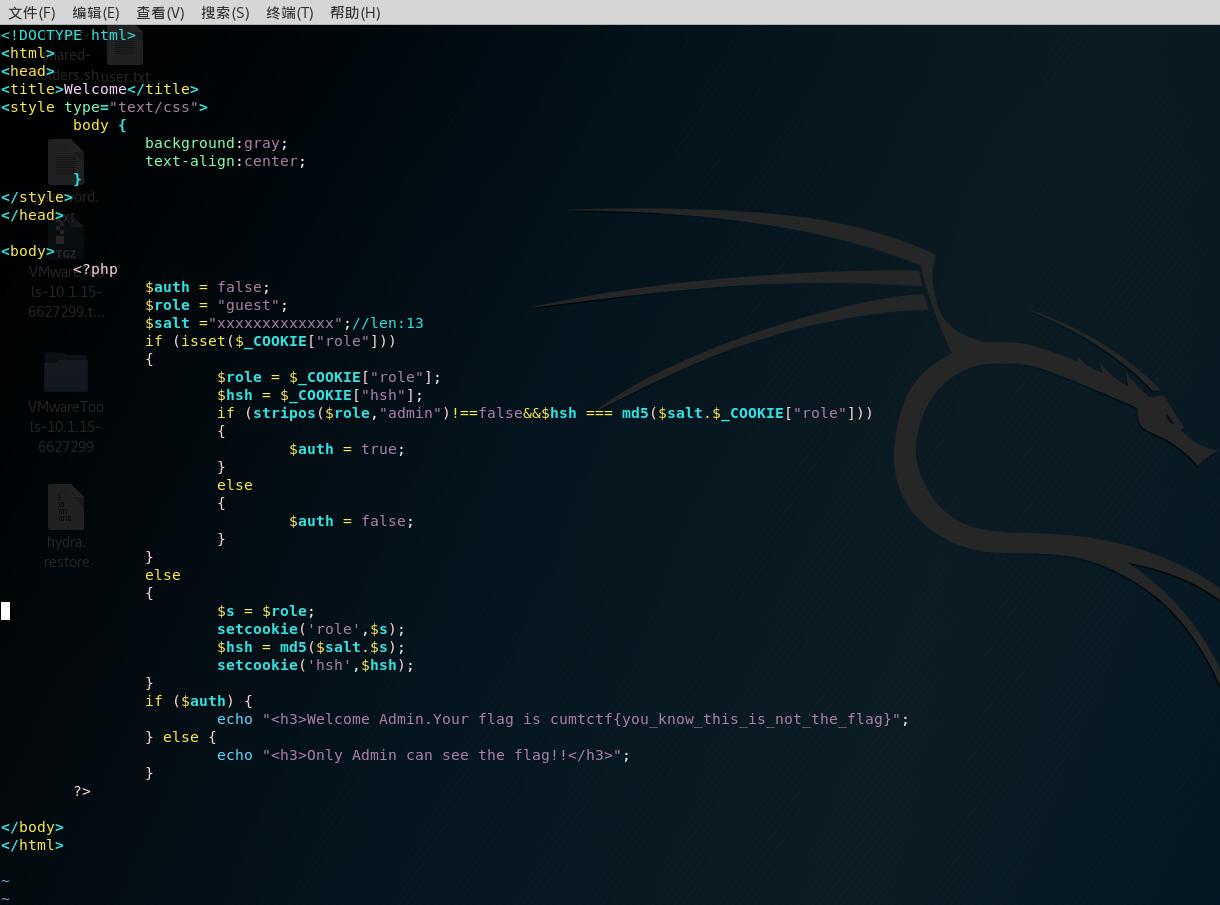 文件(F) 编辑(E) 查看(V) 搜索(S) 终端(T) 帮助(H)
<!DOCTYPE html>
<html>
<head>
<title>Welcome</title>
<style type="text/css">
body {
background:gray;
text-align:center;
}
</style>
</head>
<body>
<?php
$auth = false;
$role = "guest";
$salt ="xxxxxxxxxxxxx";//len:13
if (isset($_COOKIE["role"]))
{
$role = $_COOKIE["role"];
$hsh = $_COOKIE["hsh"];
if (stripos($role,"admin")!==false&&$hsh === md5($salt.$_COOKIE["role"]))
{
$auth = true;
}
else
{
$auth = false;
}
}
else
{
$s = $role;
setcookie('role',$s);
$hsh = md5($salt.$s);
setcookie('hsh',$hsh);
}
if ($auth) {
echo "<h3>Welcome Admin.Your flag is cumtctf{you_know_this_is_not_the_flag}";
} else {
echo "<h3>Only Admin can see the flag!!</h3>";
}
?>
</body>
</html>
~
~
user.txt
TGZ
ls-10.1.15-
6627299.t...
VMwareToo
ls-10.1.15-
6627299
hydra.
restore